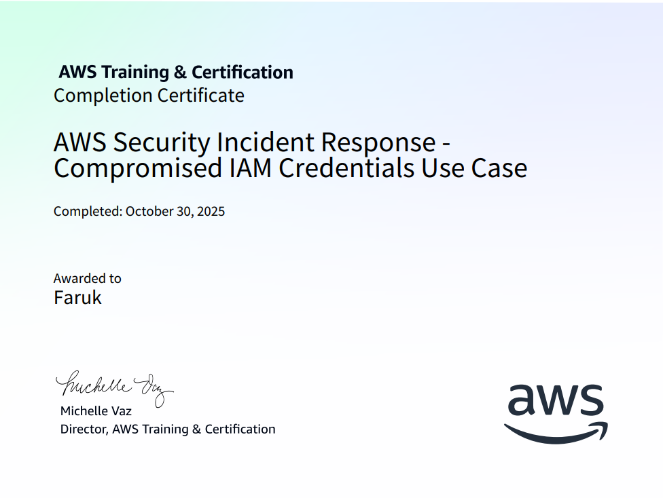 AWS Training & Certification
Completion Certificate
AWS Security Incident Response -
Compromised IAM Credentials Use Case
Completed: October 30, 2025
Awarded to
Faruk
Michelle Vaz
Michelle Vaz
Director, AWS Training & Certification
aws